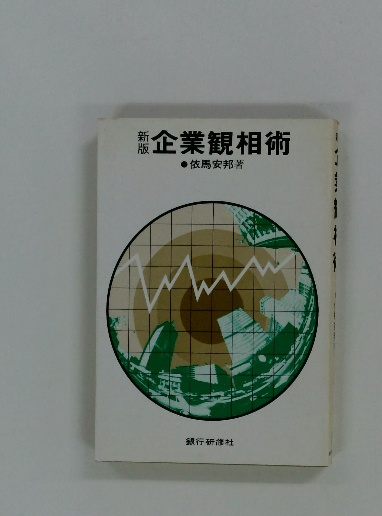 新版 企業観相術
●依馬安邦著
銀行研修社